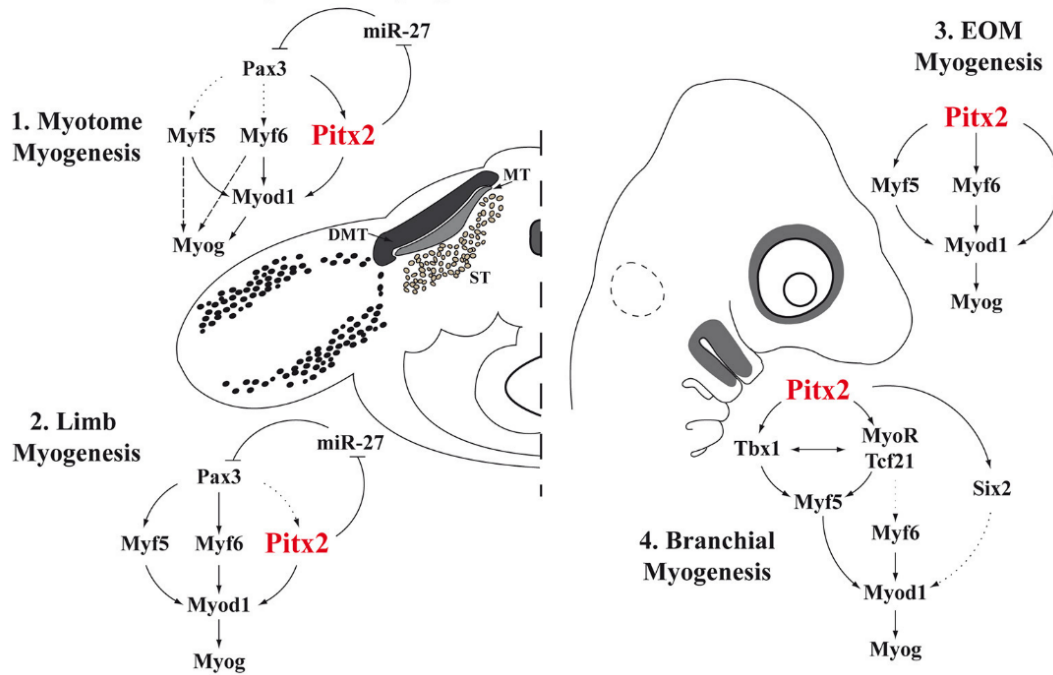 miR-27
Pax3
1. Myotome
Myogenesis
Myf5 Myf6 Pitx2
Myod1
Myog
MT
DMT
ST
2. Limb
Myogenesis
miR-27
Pax3
Myf5 Myf6 Pitx2
Myod1
Myog
3. EOM
Myogenesis
Pitx2
Myf5 Myf6
Myod1
Myog
Pitx2
Tbx1 MyoR
Tcf21
Six2
Myf5
Myf6
4. Branchial
Myogenesis
Myod1
Myog